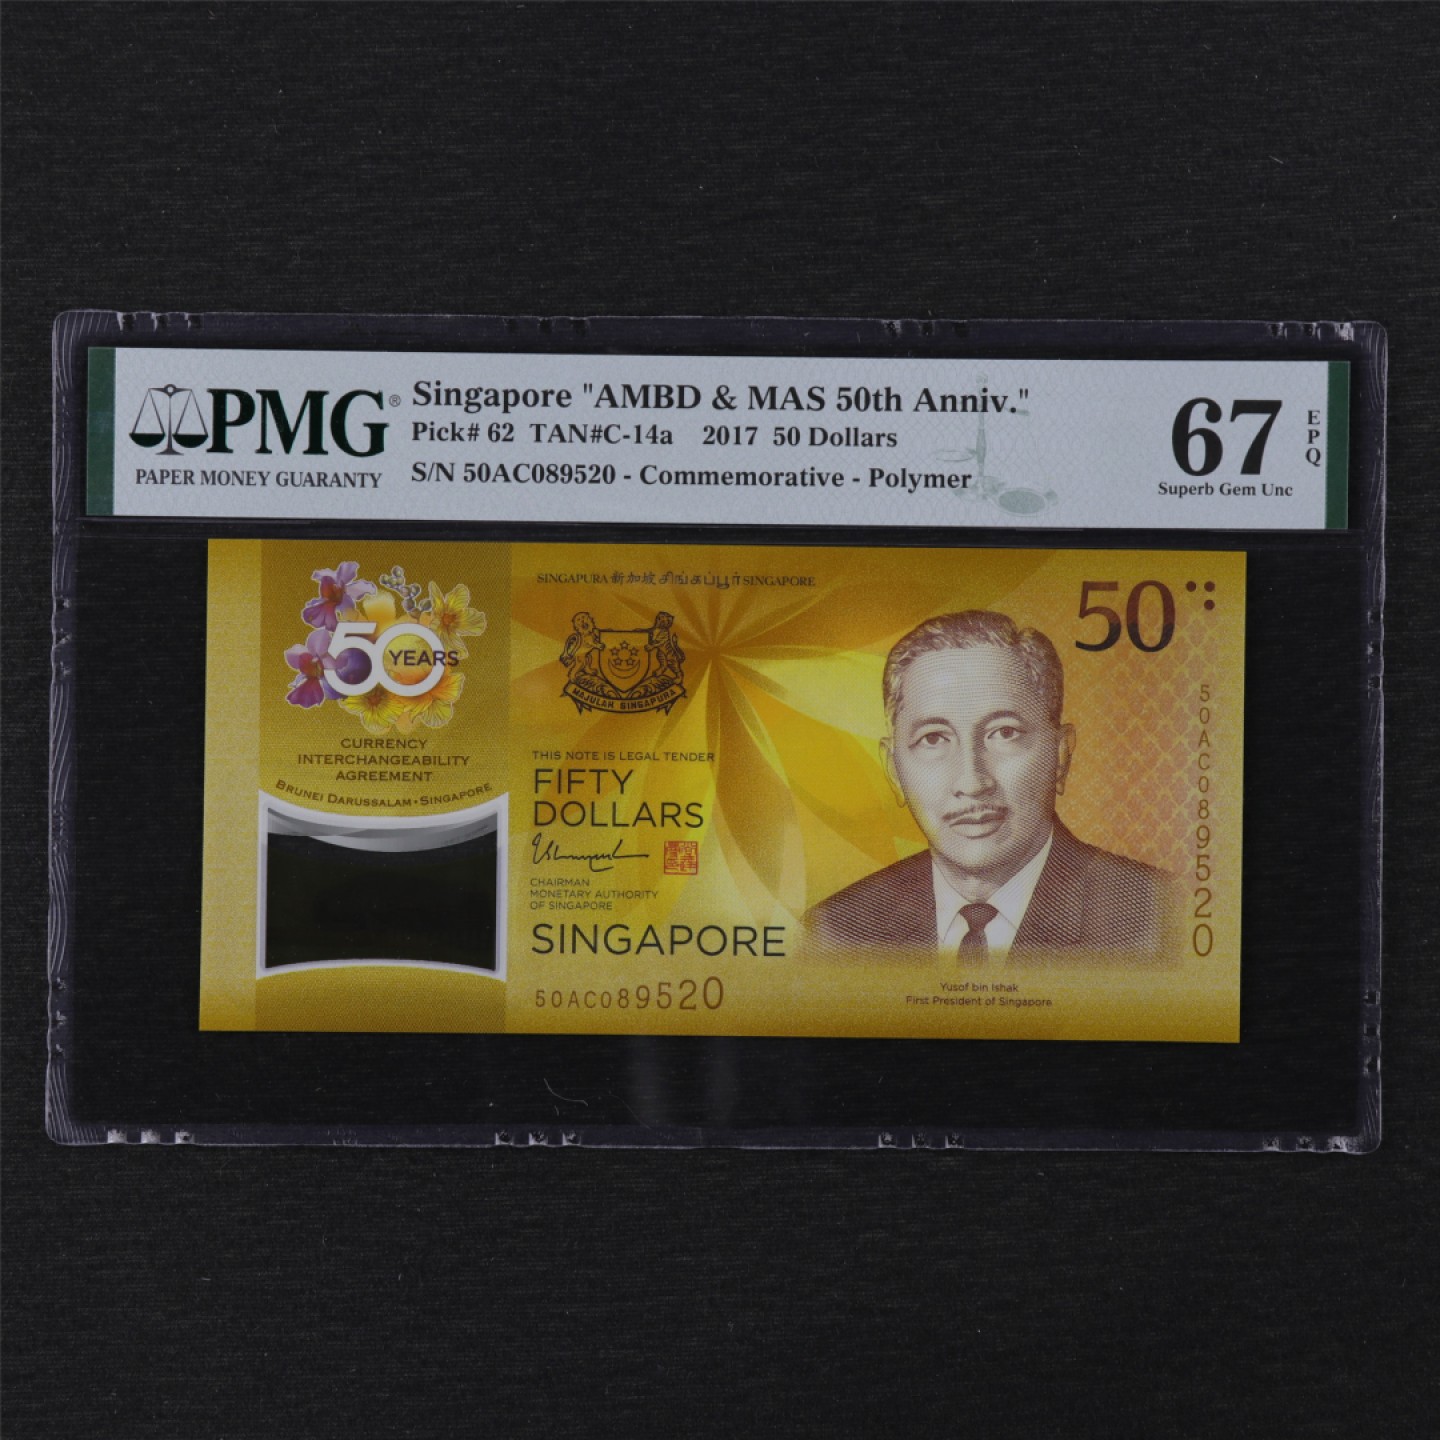 PMG®
PAPER MONEY GUARANTY
Singapore "AMBD & MAS 50th Anniv."
Pick# 62 TAN#C-14a 2017 50 Dollars
S/N 50AC089520 - Commemorative - Polymer
67
EPQ
Superb Gem Unc
SINGAPURA 新加坡 சிங்கப்பூர் SINGAPORE
50
50 YEARS
CURRENCY
INTERCHANGEABILITY
AGREEMENT
BRUNEI DARUSSALAM • SINGAPORE
MAJULAH SINGAPURA
THIS NOTE IS LEGAL TENDER
FIFTY
DOLLARS
CHAIRMAN
MONETARY AUTHORITY
OF SINGAPORE
SINGAPORE
50AC089520
50AC089520
Yusof bin Ishak
First President of Singapore